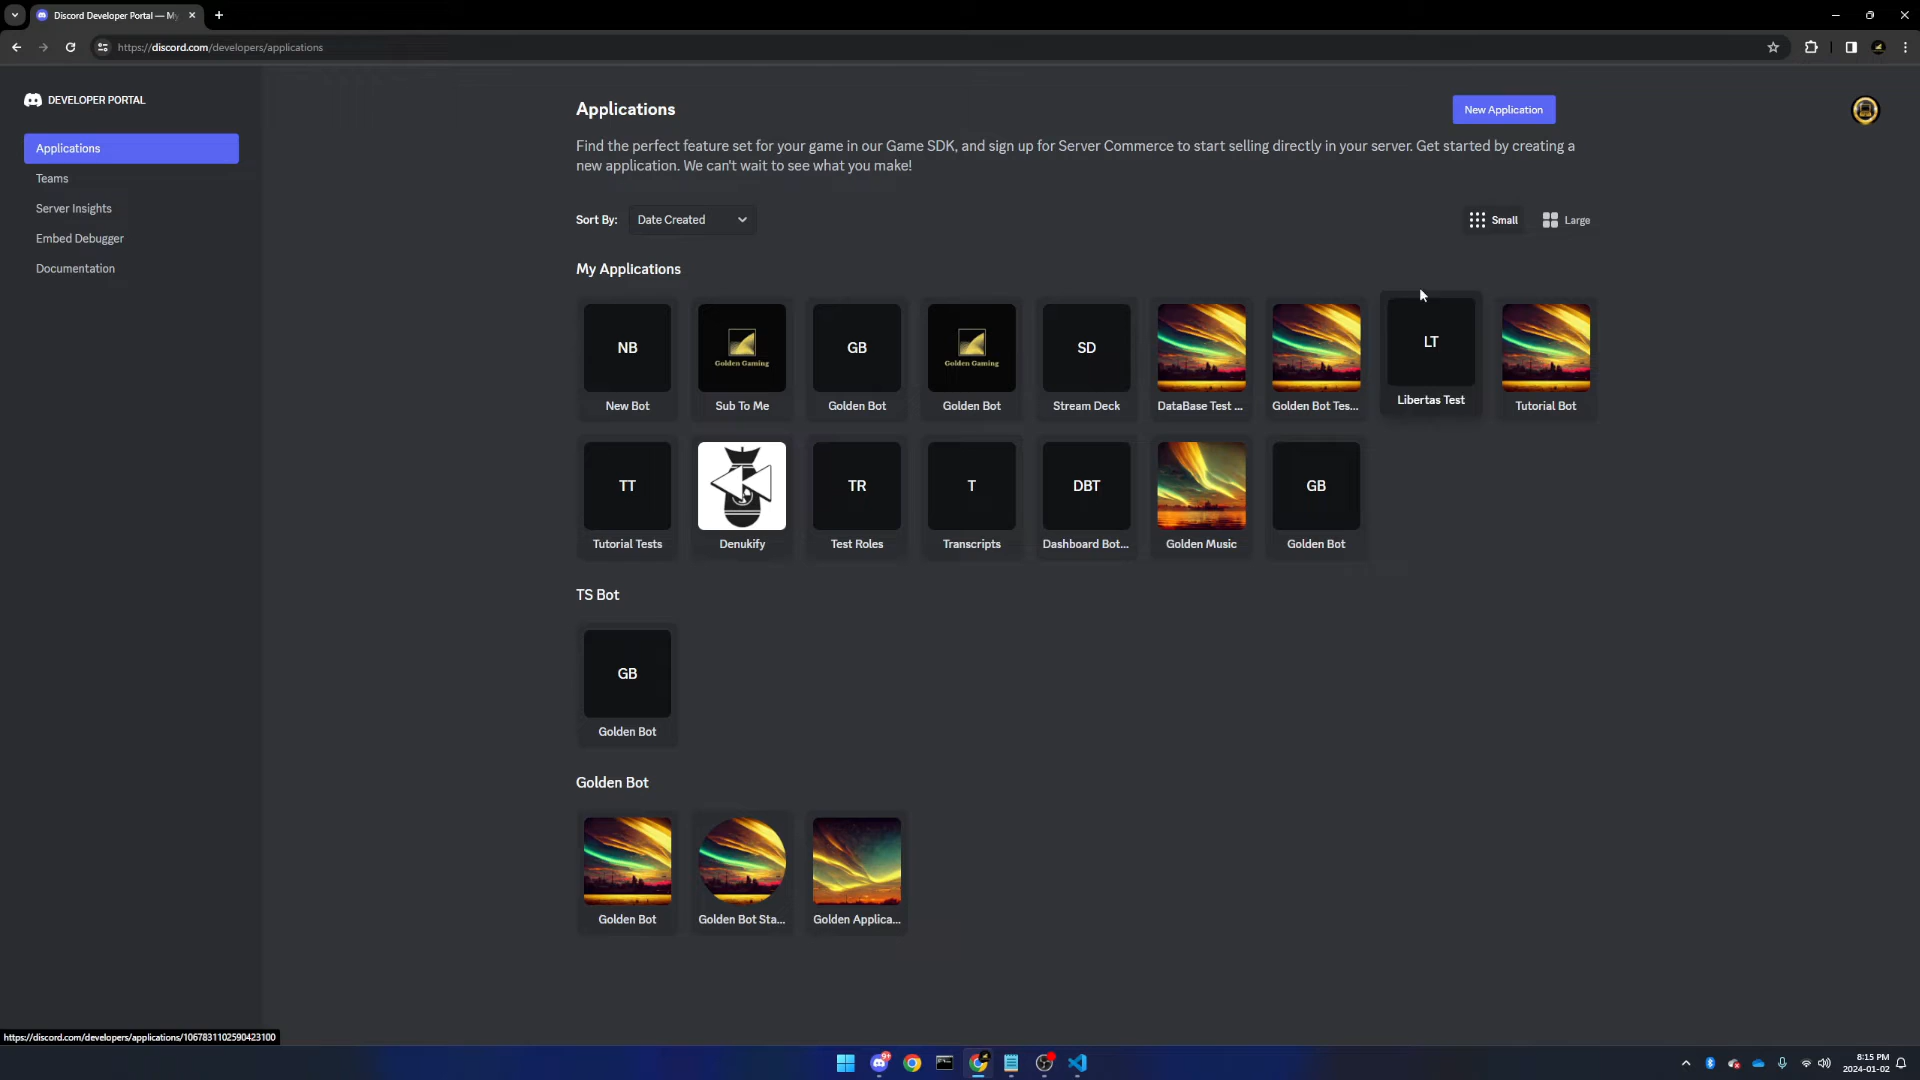 Discord Developer Portal — My
https://discord.com/developers/applications
DEVELOPER PORTAL
Applications
Teams
Server Insights
Embed Debugger
Documentation
Applications
New Application
Find the perfect feature set for your game in our Game SDK, and sign up for Server Commerce to start selling directly in your server. Get started by creating a
new application. We can't wait to see what you make!
Sort By: Date Created
Small Large
My Applications
NB GB SD LT
Golden Gaming Golden Gaming
New Bot Sub To Me Golden Bot Golden Bot Stream Deck DataBase Test ... Golden Bot Tes... Libertas Test Tutorial Bot
TT TR T DBT GB
Tutorial Tests Denukify Test Roles Transcripts Dashboard Bot... Golden Music Golden Bot
TS Bot
GB
Golden Bot
Golden Bot
Golden Bot Golden Bot Sta... Golden Applica...
https://discord.com/developers/applications/1067831102590423100
9+
8:15 PM
2024-01-02